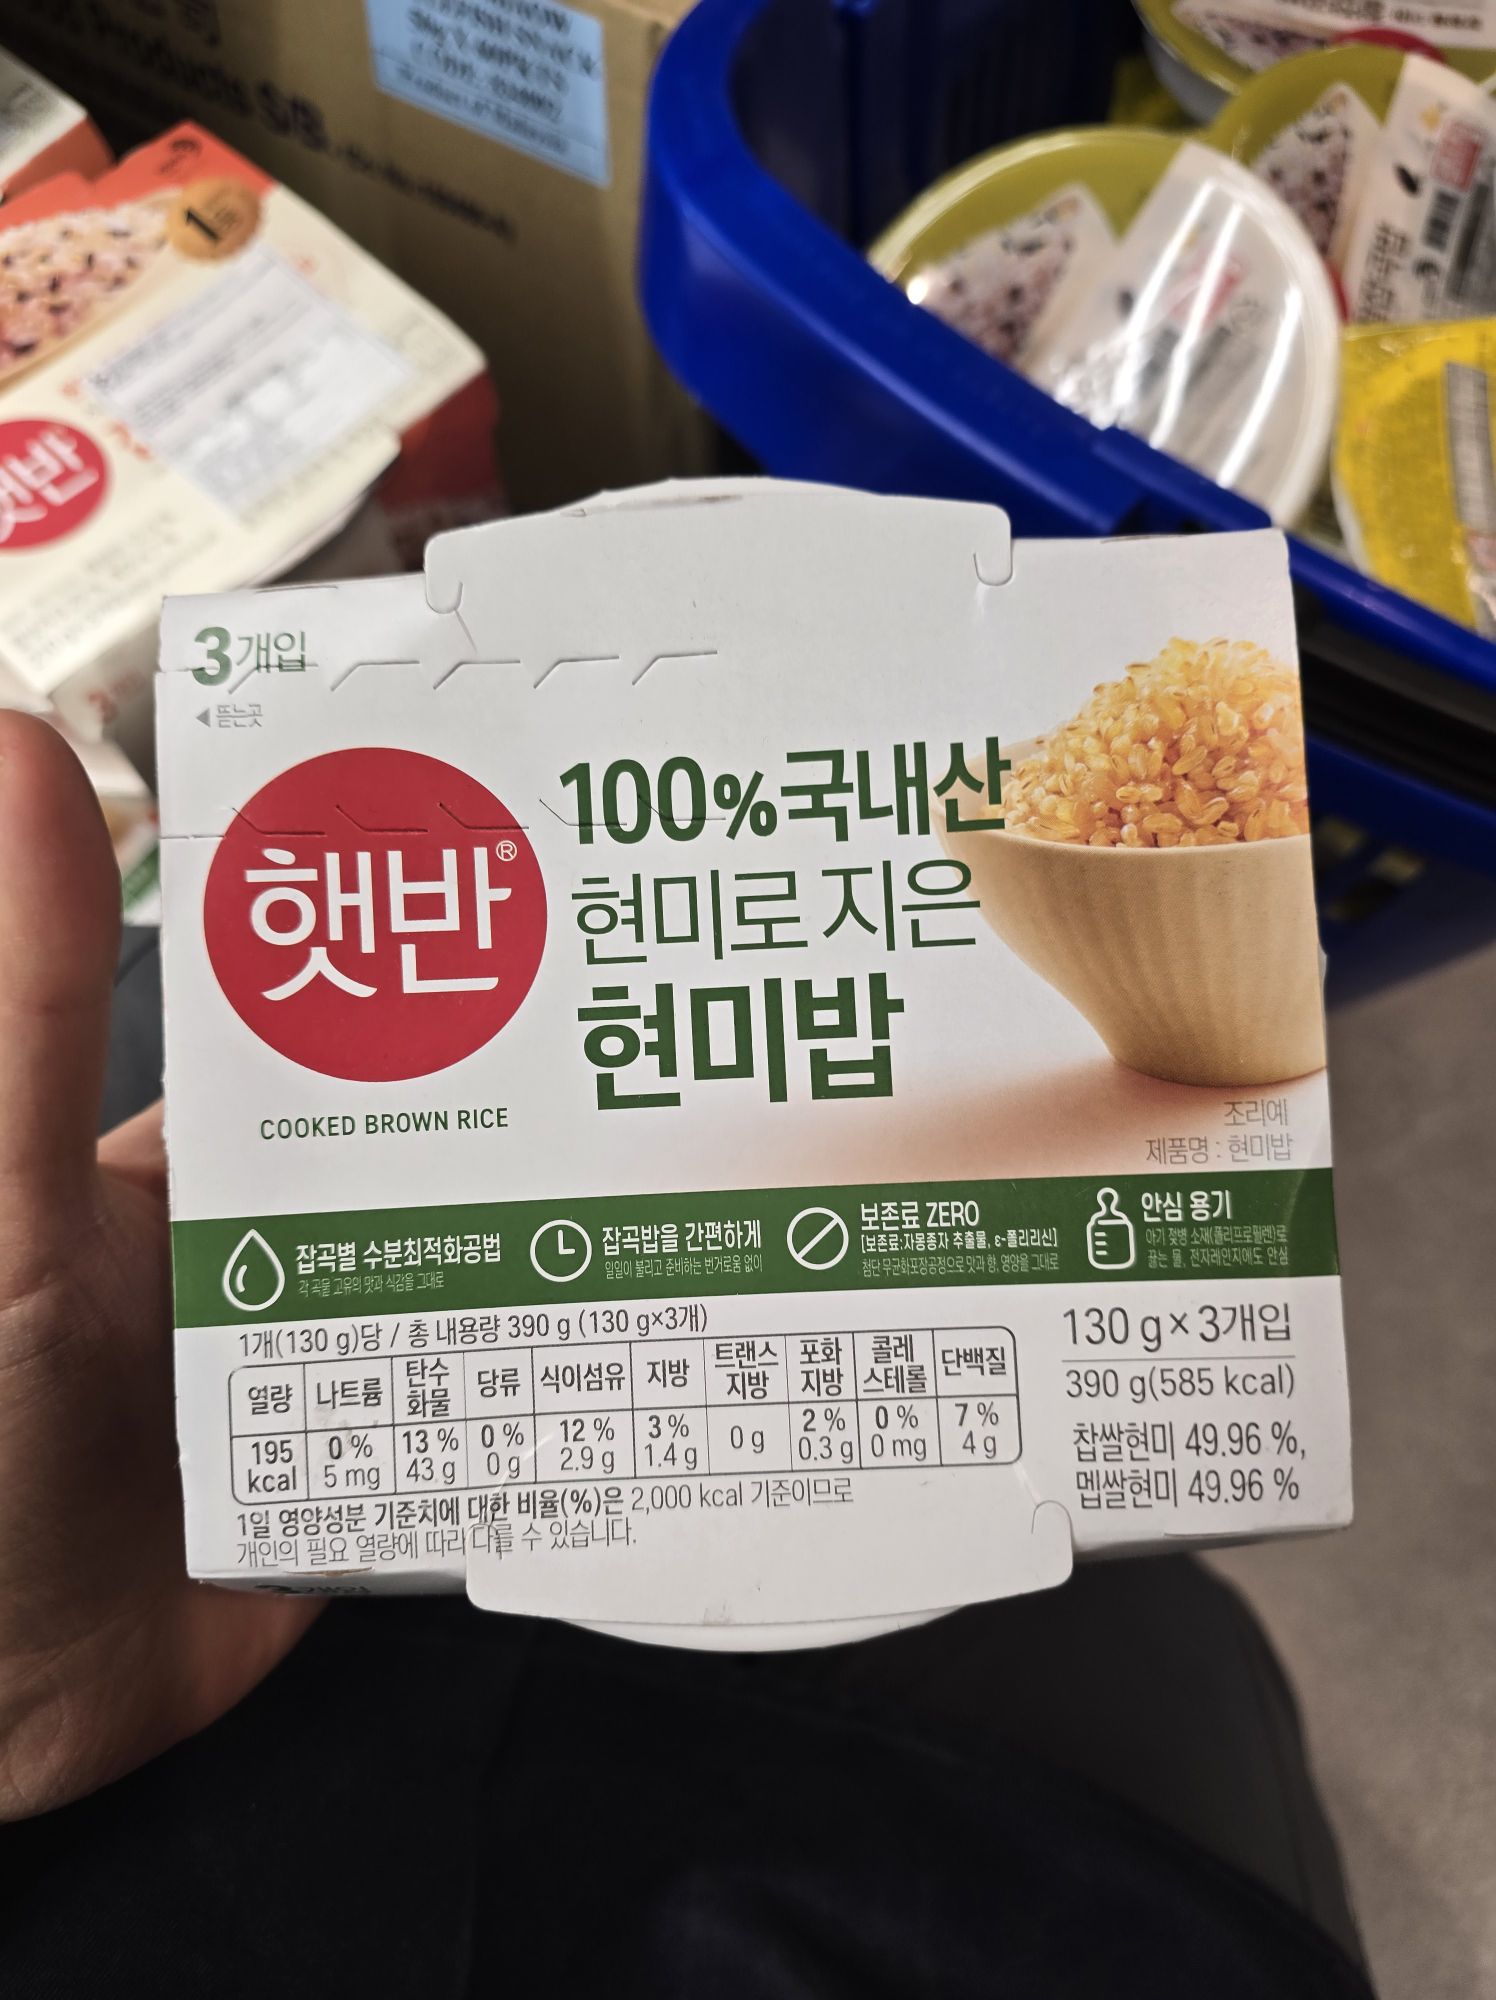 3개입
◀ 뜯는곳
햇반®
COOKED BROWN RICE
100%국내산
현미로 지은
현미밥
조리예
제품명 : 현미밥
잡곡별 수분최적화공법
각 곡물 고유의 맛과 식감을 그대로
잡곡밥을 간편하게
일일이 불리고 준비하는 번거로움 없이
보존료 ZERO
[보존료:자몽종자 추출물, ε-폴리리신]
첨단 무균화포장공정으로 맛과 향, 영양을 그대로
안심 용기
아기 젖병 소재(폴리프로필렌)로
끓는 물, 전자레인지에도 안심
1개(130 g)당 / 총 내용량 390 g (130 g×3개)
열량 나트륨 탄수화물 당류 식이섬유 지방 트랜스지방 포화지방 콜레스테롤 단백질
195 kcal 0 % 5 mg 13 % 43 g 0 % 0 g 12 % 2.9 g 3 % 1.4 g 0 g 2 % 0.3 g 0 % 0 mg 7 % 4 g
1일 영양성분 기준치에 대한 비율(%)은 2,000 kcal 기준이므로
개인의 필요 열량에 따라 다를 수 있습니다.
130 g×3개입
390 g(585 kcal)
찹쌀현미 49.96 %,
멥쌀현미 49.96 %
햇반